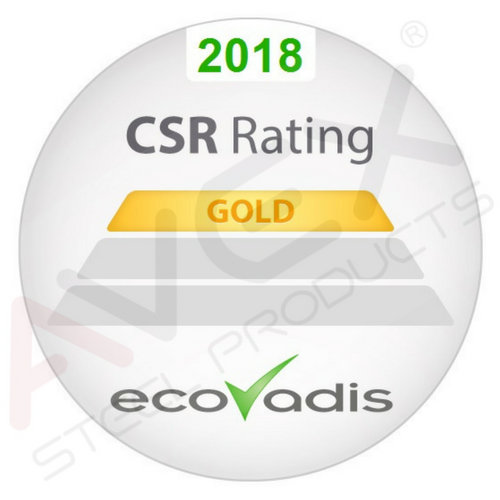 2018
CSR Rating
GOLD
ecovadis
AVEX®
STEEL PRODUCTS